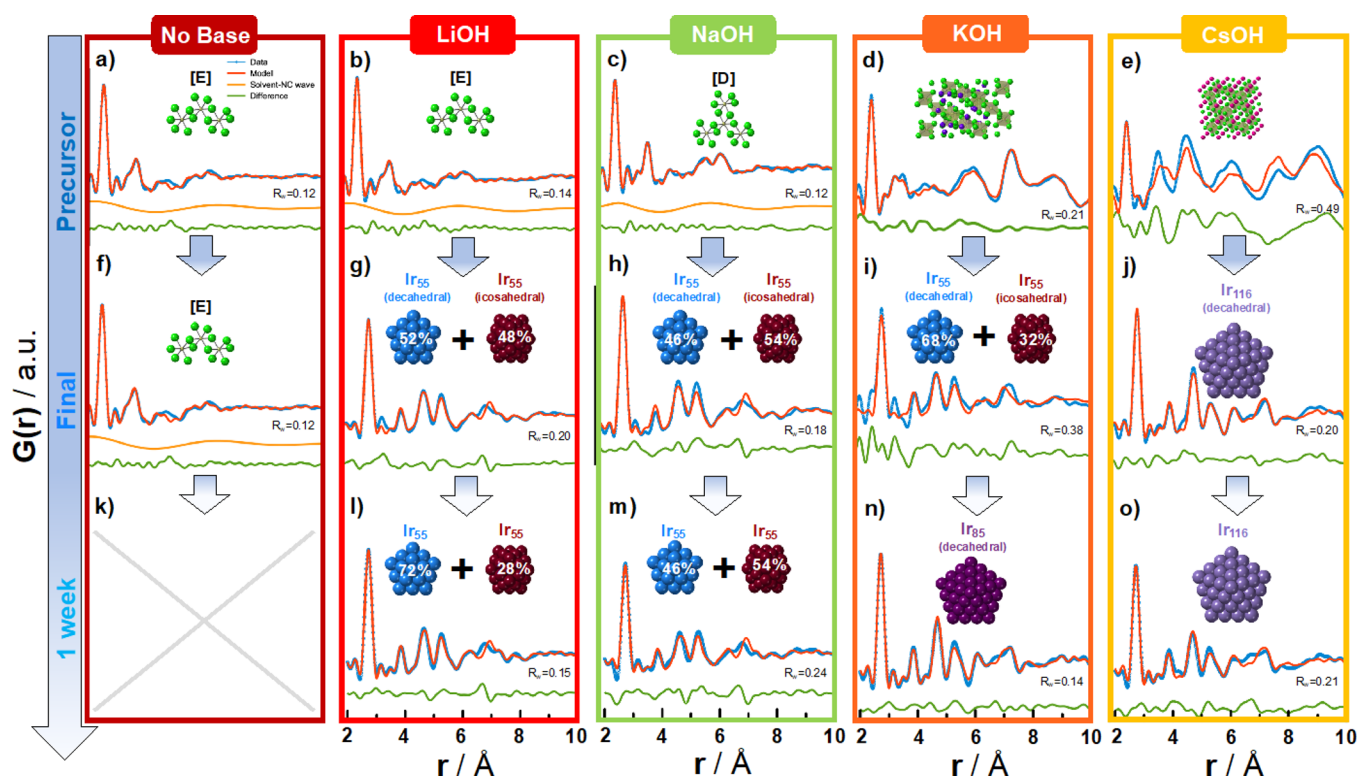 No Base
LiOH
NaOH
KOH
CsOH
G(r) / a.u.
Precursor
Final
1 week
a)
Data
Model
Solvent-NC wave
Difference
[E]
Rw=0.12
b)
[E]
Rw=0.14
c)
[D]
Rw=0.12
d)
Rw=0.21
e)
Rw=0.49
f)
[E]
Rw=0.12
g)
Ir55 Ir55
(decahedral) (icosahedral)
52% + 48%
Rw=0.20
h)
Ir55 Ir55
(decahedral) (icosahedral)
46% + 54%
Rw=0.18
i)
Ir55 Ir55
(decahedral) (icosahedral)
68% + 32%
Rw=0.38
j)
Ir116
(decahedral)
Rw=0.20
k)
l)
Ir55 Ir55
72% + 28%
Rw=0.15
m)
Ir55 Ir55
46% + 54%
Rw=0.24
n)
Ir85
(decahedral)
Rw=0.14
o)
Ir116
Rw=0.21
2 4 6 8 10
r / Å
2 4 6 8 10
r / Å
2 4 6 8 10
r / Å
2 4 6 8 10
r / Å